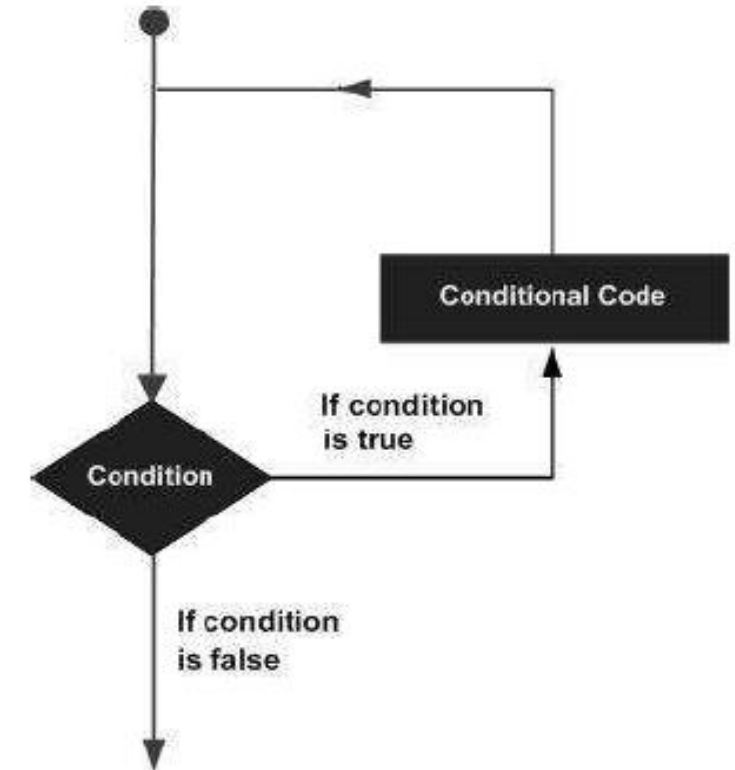 Conditional Code
If condition
is true
Condition
If condition
is false